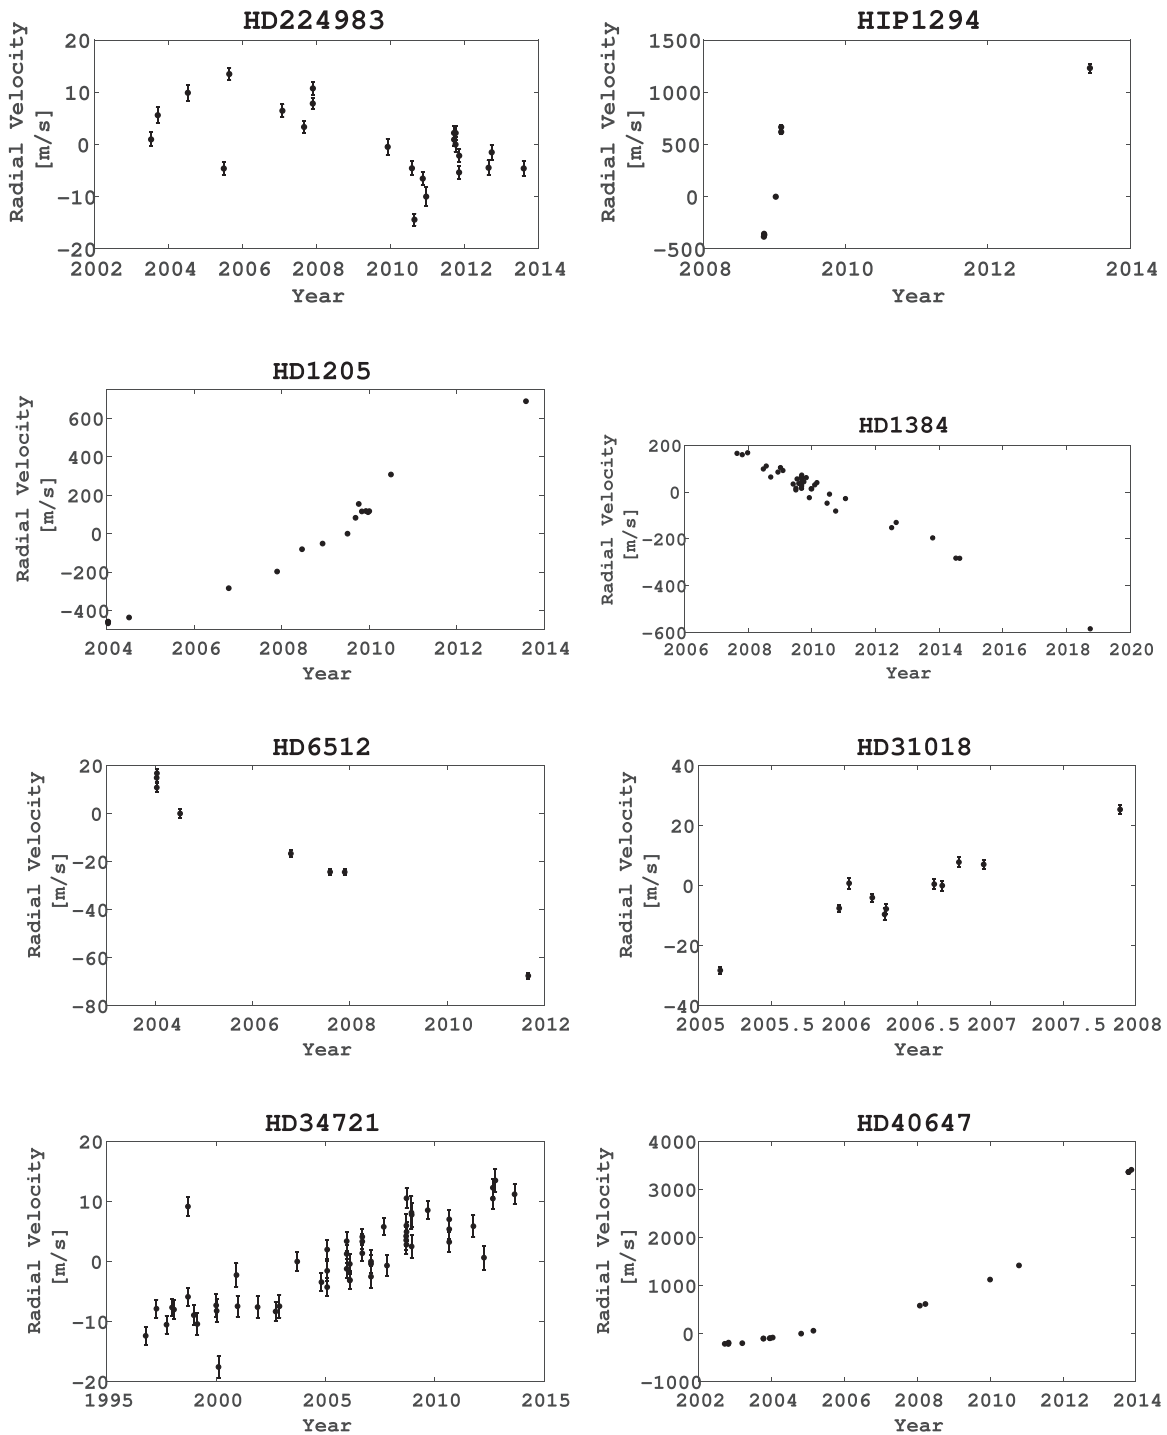 HD224983
Radial Velocity
[m/s]
20
10
0
−10
−20
2002 2004 2006 2008 2010 2012 2014
Year
HIP1294
Radial Velocity
[m/s]
1500
1000
500
0
−500
2008 2010 2012 2014
Year
HD1205
Radial Velocity
[m/s]
600
400
200
0
−200
−400
2004 2006 2008 2010 2012 2014
Year
HD1384
Radial Velocity
[m/s]
200
0
−200
−400
−600
2006 2008 2010 2012 2014 2016 2018 2020
Year
HD6512
Radial Velocity
[m/s]
20
0
−20
−40
−60
−80
2004 2006 2008 2010 2012
Year
HD31018
Radial Velocity
[m/s]
40
20
0
−20
−40
2005 2005.5 2006 2006.5 2007 2007.5 2008
Year
HD34721
Radial Velocity
[m/s]
20
10
0
−10
−20
1995 2000 2005 2010 2015
Year
HD40647
Radial Velocity
[m/s]
4000
3000
2000
1000
0
−1000
2002 2004 2006 2008 2010 2012 2014
Year